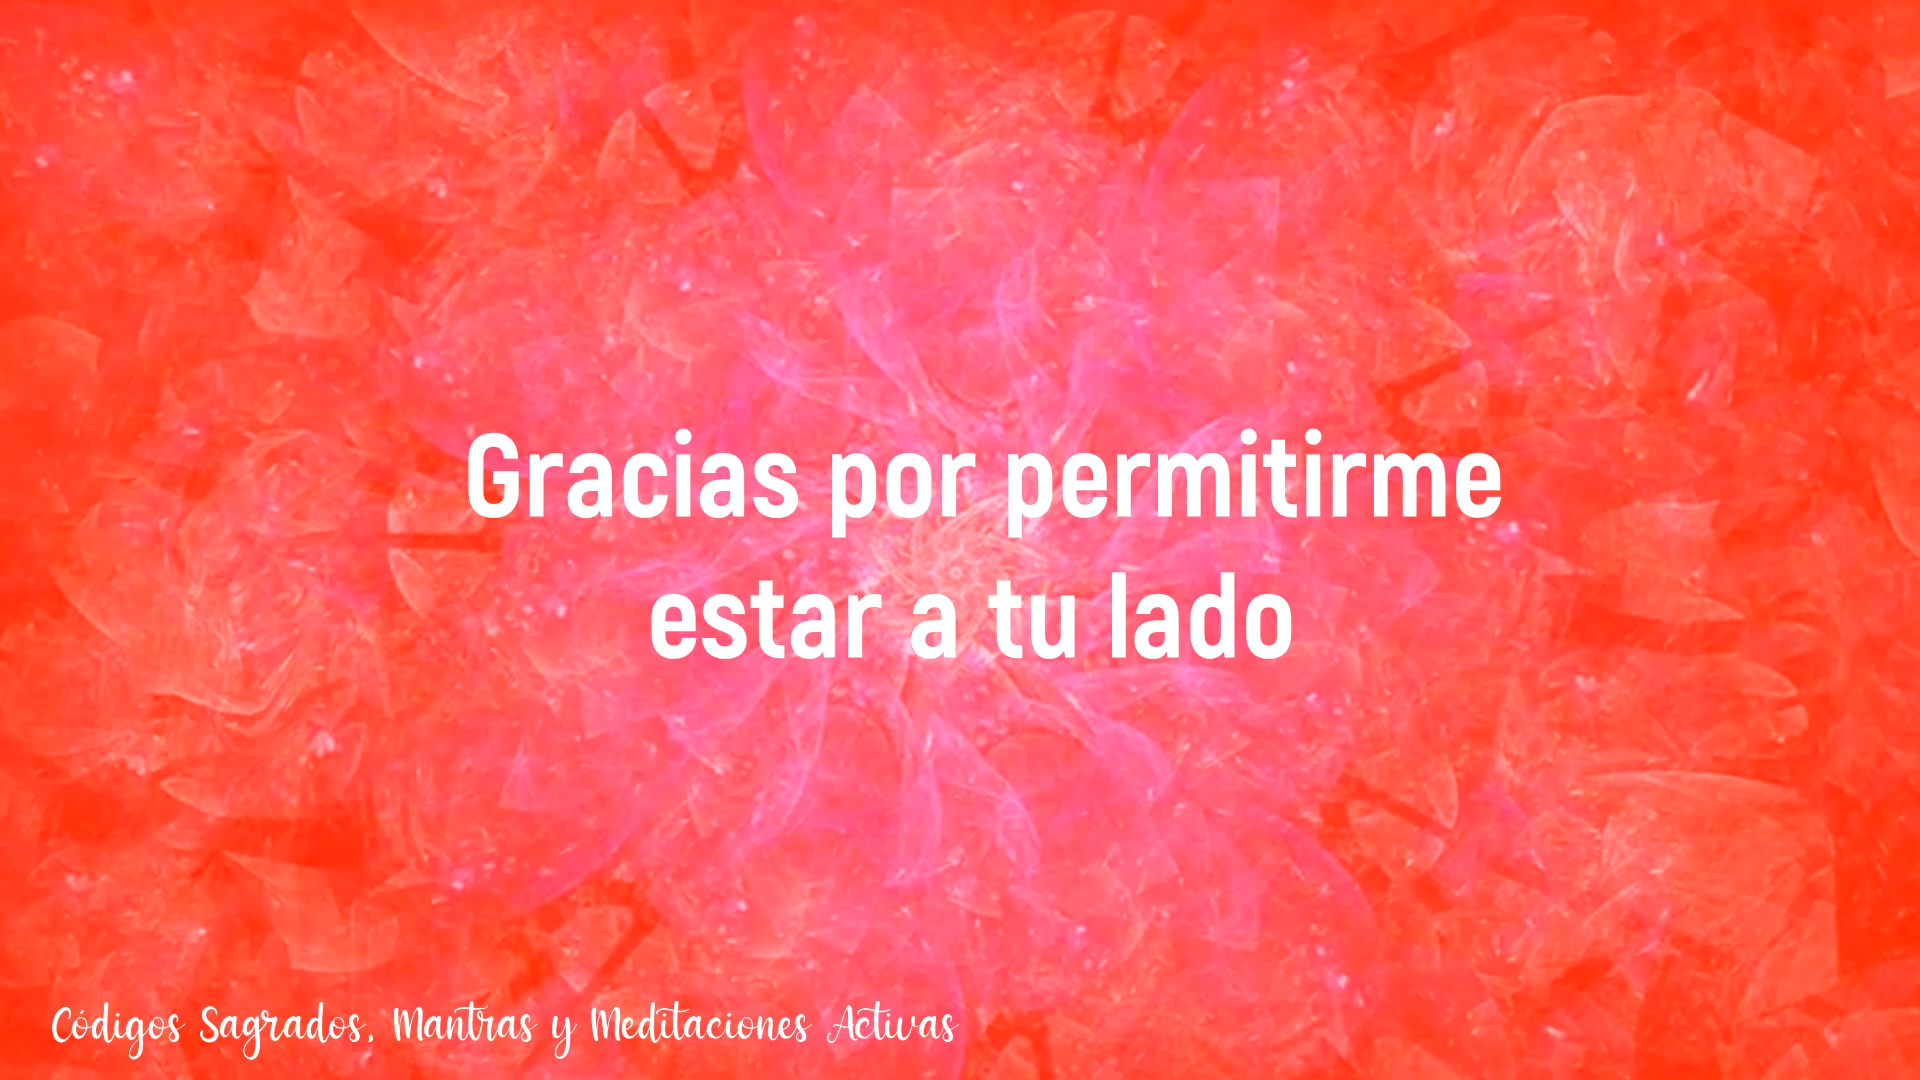 Gracias por permitirme
estar a tu lado
Códigos Sagrados, Mantras y Meditaciones Activas